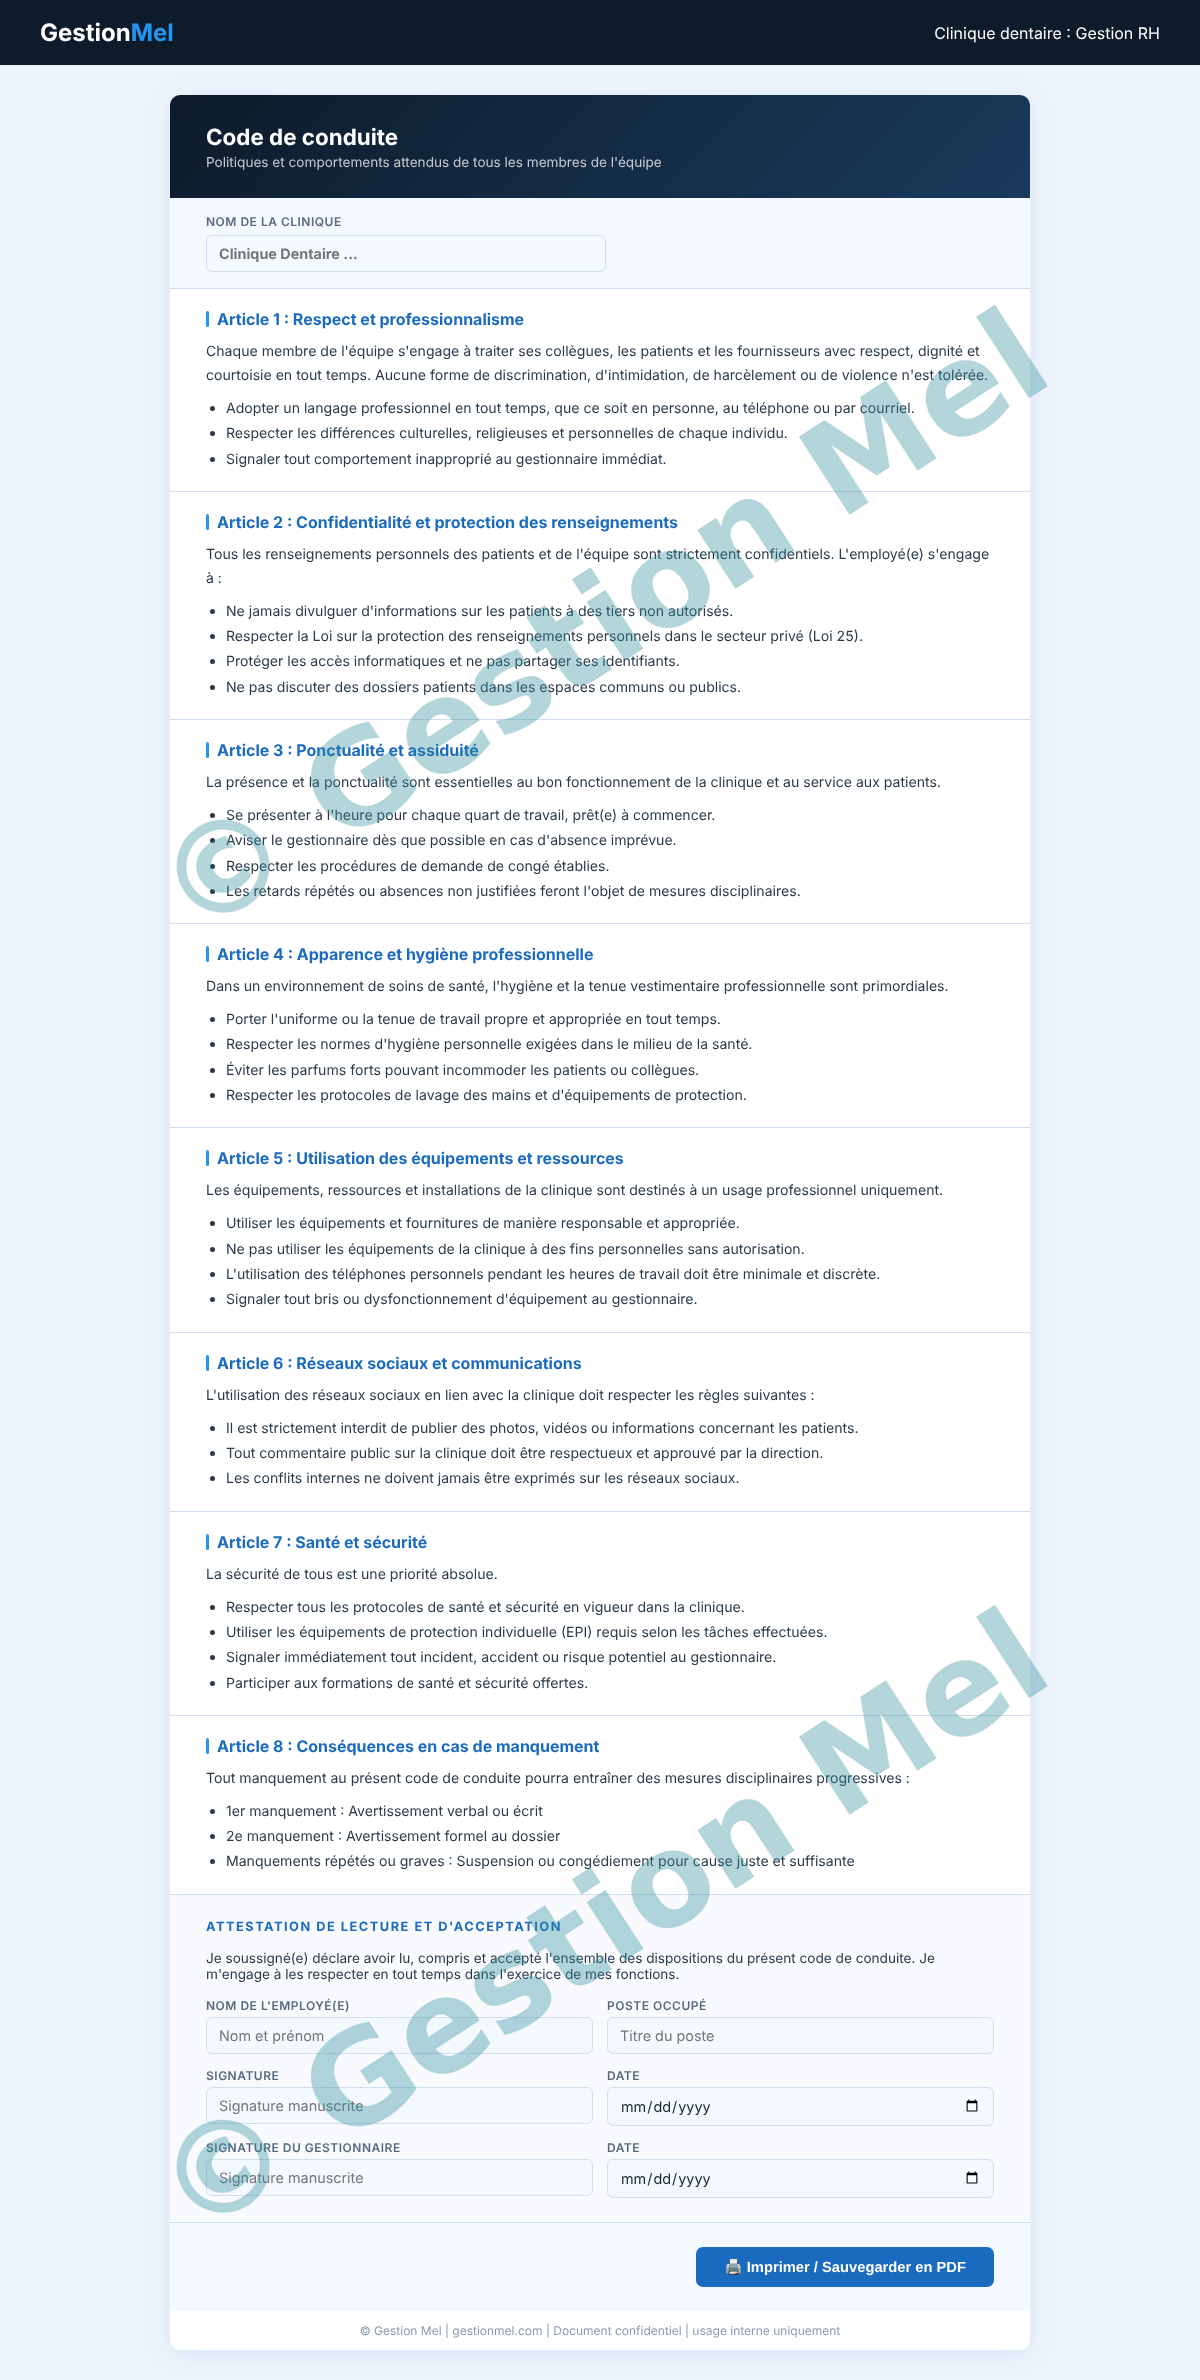 GestionMel
Clinique dentaire : Gestion RH
Code de conduite
Politiques et comportements attendus de tous les membres de l'équipe
NOM DE LA CLINIQUE
Clinique Dentaire ...
Article 1 : Respect et professionnalisme
Chaque membre de l'équipe s'engage à traiter ses collègues, les patients et les fournisseurs avec respect, dignité et
courtoisie en tout temps. Aucune forme de discrimination, d'intimidation, de harcèlement ou de violence n'est tolérée.
• Adopter un langage professionnel en tout temps, que ce soit en personne, au téléphone ou par courriel.
• Respecter les différences culturelles, religieuses et personnelles de chaque individu.
• Signaler tout comportement inapproprié au gestionnaire immédiat.
Article 2 : Confidentialité et protection des renseignements
Tous les renseignements personnels des patients et de l'équipe sont strictement confidentiels. L'employé(e) s'engage
à :
• Ne jamais divulguer d'informations sur les patients à des tiers non autorisés.
• Respecter la Loi sur la protection des renseignements personnels dans le secteur privé (Loi 25).
• Protéger les accès informatiques et ne pas partager ses identifiants.
• Ne pas discuter des dossiers patients dans les espaces communs ou publics.
Article 3 : Ponctualité et assiduité
La présence et la ponctualité sont essentielles au bon fonctionnement de la clinique et au service aux patients.
• Se présenter à l'heure pour chaque quart de travail, prêt(e) à commencer.
• Aviser le gestionnaire dès que possible en cas d'absence imprévue.
• Respecter les procédures de demande de congé établies.
• Les retards répétés ou absences non justifiées feront l'objet de mesures disciplinaires.
© Gestion Mel
Article 4 : Apparence et hygiène professionnelle
Dans un environnement de soins de santé, l'hygiène et la tenue vestimentaire professionnelle sont primordiales.
• Porter l'uniforme ou la tenue de travail propre et appropriée en tout temps.
• Respecter les normes d'hygiène personnelle exigées dans le milieu de la santé.
• Éviter les parfums forts pouvant incommoder les patients ou collègues.
• Respecter les protocoles de lavage des mains et d'équipements de protection.
Article 5 : Utilisation des équipements et ressources
Les équipements, ressources et installations de la clinique sont destinés à un usage professionnel uniquement.
• Utiliser les équipements et fournitures de manière responsable et appropriée.
• Ne pas utiliser les équipements de la clinique à des fins personnelles sans autorisation.
• L'utilisation des téléphones personnels pendant les heures de travail doit être minimale et discrète.
• Signaler tout bris ou dysfonctionnement d'équipement au gestionnaire.
Article 6 : Réseaux sociaux et communications
L'utilisation des réseaux sociaux en lien avec la clinique doit respecter les règles suivantes :
• Il est strictement interdit de publier des photos, vidéos ou informations concernant les patients.
• Tout commentaire public sur la clinique doit être respectueux et approuvé par la direction.
• Les conflits internes ne doivent jamais être exprimés sur les réseaux sociaux.
Article 7 : Santé et sécurité
La sécurité de tous est une priorité absolue.
• Respecter tous les protocoles de santé et sécurité en vigueur dans la clinique.
• Utiliser les équipements de protection individuelle (EPI) requis selon les tâches effectuées.
• Signaler immédiatement tout incident, accident ou risque potentiel au gestionnaire.
• Participer aux formations de santé et sécurité offertes.
Article 8 : Conséquences en cas de manquement
Tout manquement au présent code de conduite pourra entraîner des mesures disciplinaires progressives :
• 1er manquement : Avertissement verbal ou écrit
• 2e manquement : Avertissement formel au dossier
• Manquements répétés ou graves : Suspension ou congédiement pour cause juste et suffisante
ATTESTATION DE LECTURE ET D'ACCEPTATION
Je soussigné(e) déclare avoir lu, compris et accepté l'ensemble des dispositions du présent code de conduite. Je
m'engage à les respecter en tout temps dans l'exercice de mes fonctions.
NOM DE L'EMPLOYÉ(E)
Nom et prénom
POSTE OCCUPÉ
Titre du poste
SIGNATURE
Signature manuscrite
DATE
mm/dd/yyyy
SIGNATURE DU GESTIONNAIRE
Signature manuscrite
DATE
mm/dd/yyyy
© Gestion Mel
Imprimer / Sauvegarder en PDF
© Gestion Mel | gestionmel.com | Document confidentiel | usage interne uniquement